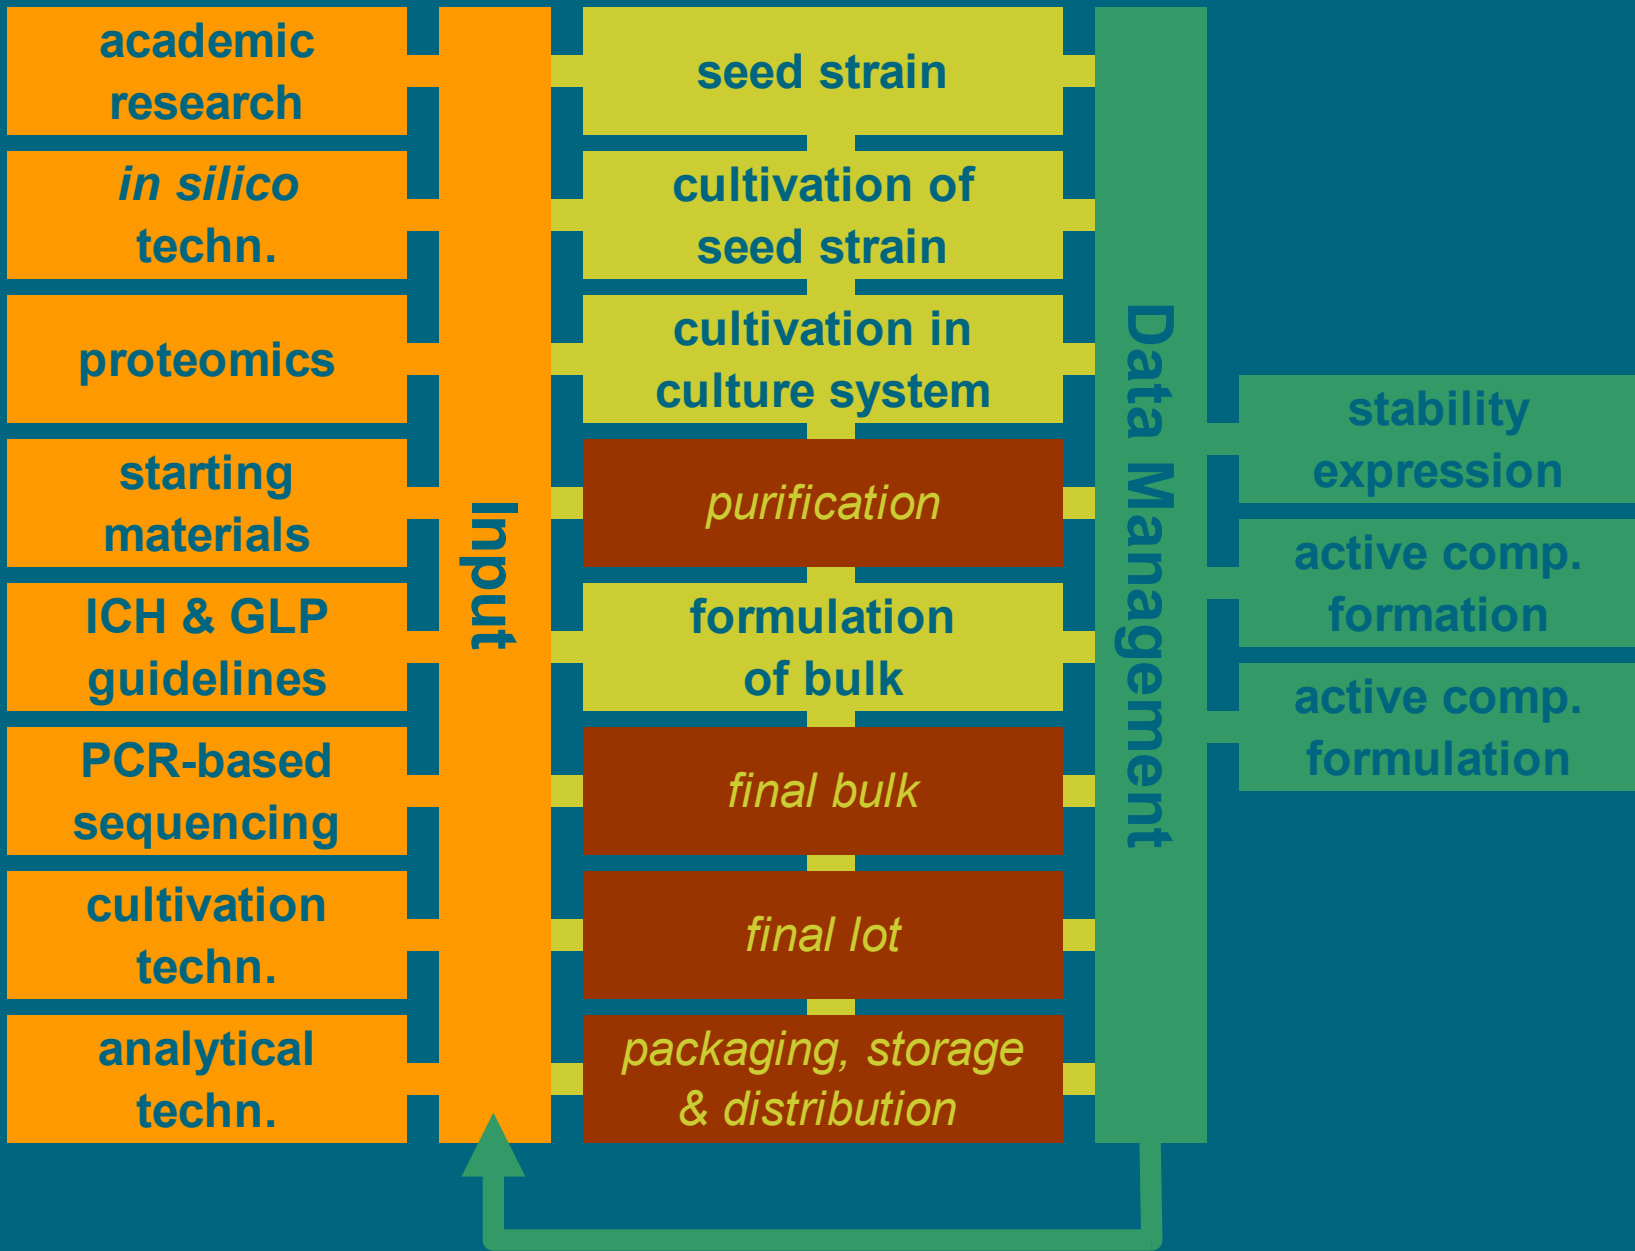 academic
research
in silico
techn.
proteomics
starting
materials
ICH & GLP
guidelines
PCR-based
sequencing
cultivation
techn.
analytical
techn.
Input
seed strain
cultivation of
seed strain
cultivation in
culture system
purification
formulation
of bulk
final bulk
final lot
packaging, storage
& distribution
Data Management
stability
expression
active comp.
formation
active comp.
formulation